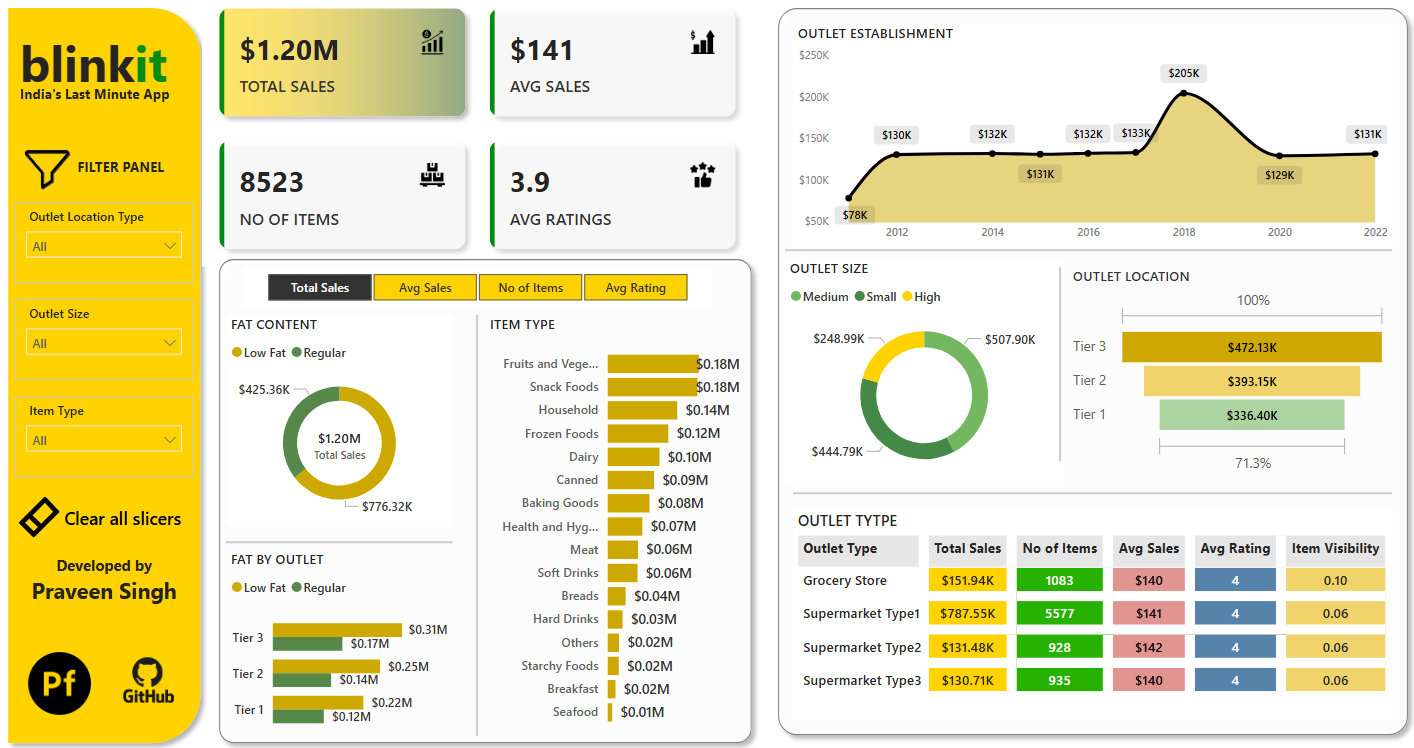 blinkit
India's Last Minute App
FILTER PANEL
Outlet Location Type
All
Outlet Size
All
Item Type
All
Clear all slicers
Developed by
Praveen Singh
Pf
GitHub
$1.20M
TOTAL SALES
$141
AVG SALES
8523
NO OF ITEMS
3.9
AVG RATINGS
Total Sales Avg Sales No of Items Avg Rating
FAT CONTENT
Low Fat Regular
$425.36K
$1.20M
Total Sales
$776.32K
FAT BY OUTLET
Low Fat Regular
Tier 3 $0.31M
$0.17M
Tier 2 $0.25M
$0.14M
Tier 1 $0.22M
$0.12M
ITEM TYPE
Fruits and Vege... $0.18M
Snack Foods $0.18M
Household $0.14M
Frozen Foods $0.12M
Dairy $0.10M
Canned $0.09M
Baking Goods $0.08M
Health and Hyg... $0.07M
Meat $0.06M
Soft Drinks $0.06M
Breads $0.04M
Hard Drinks $0.03M
Others $0.02M
Starchy Foods $0.02M
Breakfast $0.02M
Seafood $0.01M
OUTLET ESTABLISHMENT
$250K
$200K
$150K
$100K
$50K
$78K
$130K
$132K
$131K
$132K
$133K
$205K
$129K
$131K
2012 2014 2016 2018 2020 2022
OUTLET SIZE
Medium Small High
$248.99K
$507.90K
$444.79K
OUTLET LOCATION
100%
Tier 3 $472.13K
Tier 2 $393.15K
Tier 1 $336.40K
71.3%
OUTLET TYTPE
Outlet Type Total Sales No of Items Avg Sales Avg Rating Item Visibility
Grocery Store $151.94K 1083 $140 4 0.10
Supermarket Type1 $787.55K 5577 $141 4 0.06
Supermarket Type2 $131.48K 928 $142 4 0.06
Supermarket Type3 $130.71K 935 $140 4 0.06